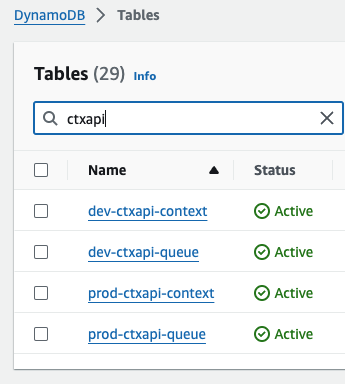 DynamoDB > Tables
Tables (29) Info
ctxapi
Name Status
dev-ctxapi-context Active
dev-ctxapi-queue Active
prod-ctxapi-context Active
prod-ctxapi-queue Active